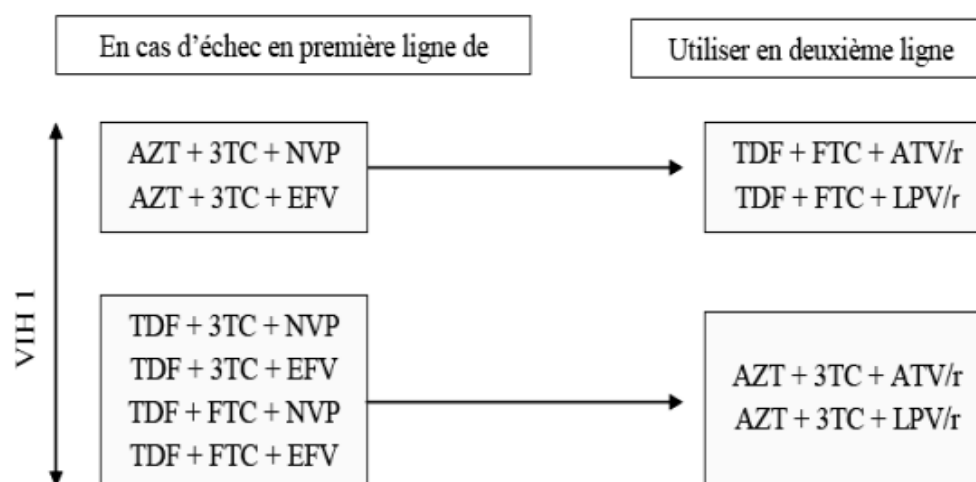 En cas d'échec en première ligne de
Utiliser en deuxième ligne
VIH 1
AZT + 3TC + NVP
AZT + 3TC + EFV
TDF + FTC + ATV/r
TDF + FTC + LPV/r
TDF + 3TC + NVP
TDF + 3TC + EFV
TDF + FTC + NVP
TDF + FTC + EFV
AZT + 3TC + ATV/r
AZT + 3TC + LPV/r